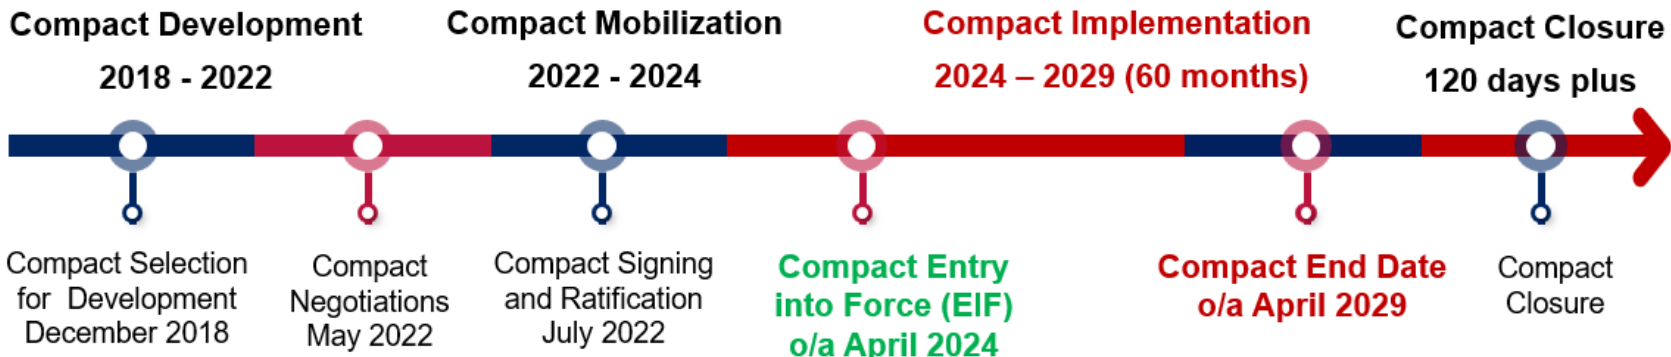 Compact Development
2018 - 2022
Compact Mobilization
2022 - 2024
Compact Implementation
2024 – 2029 (60 months)
Compact Closure
120 days plus
Compact Selection
for Development
December 2018
Compact
Negotiations
May 2022
Compact Signing
and Ratification
July 2022
Compact Entry
into Force (EIF)
o/a April 2024
Compact End Date
o/a April 2029
Compact
Closure